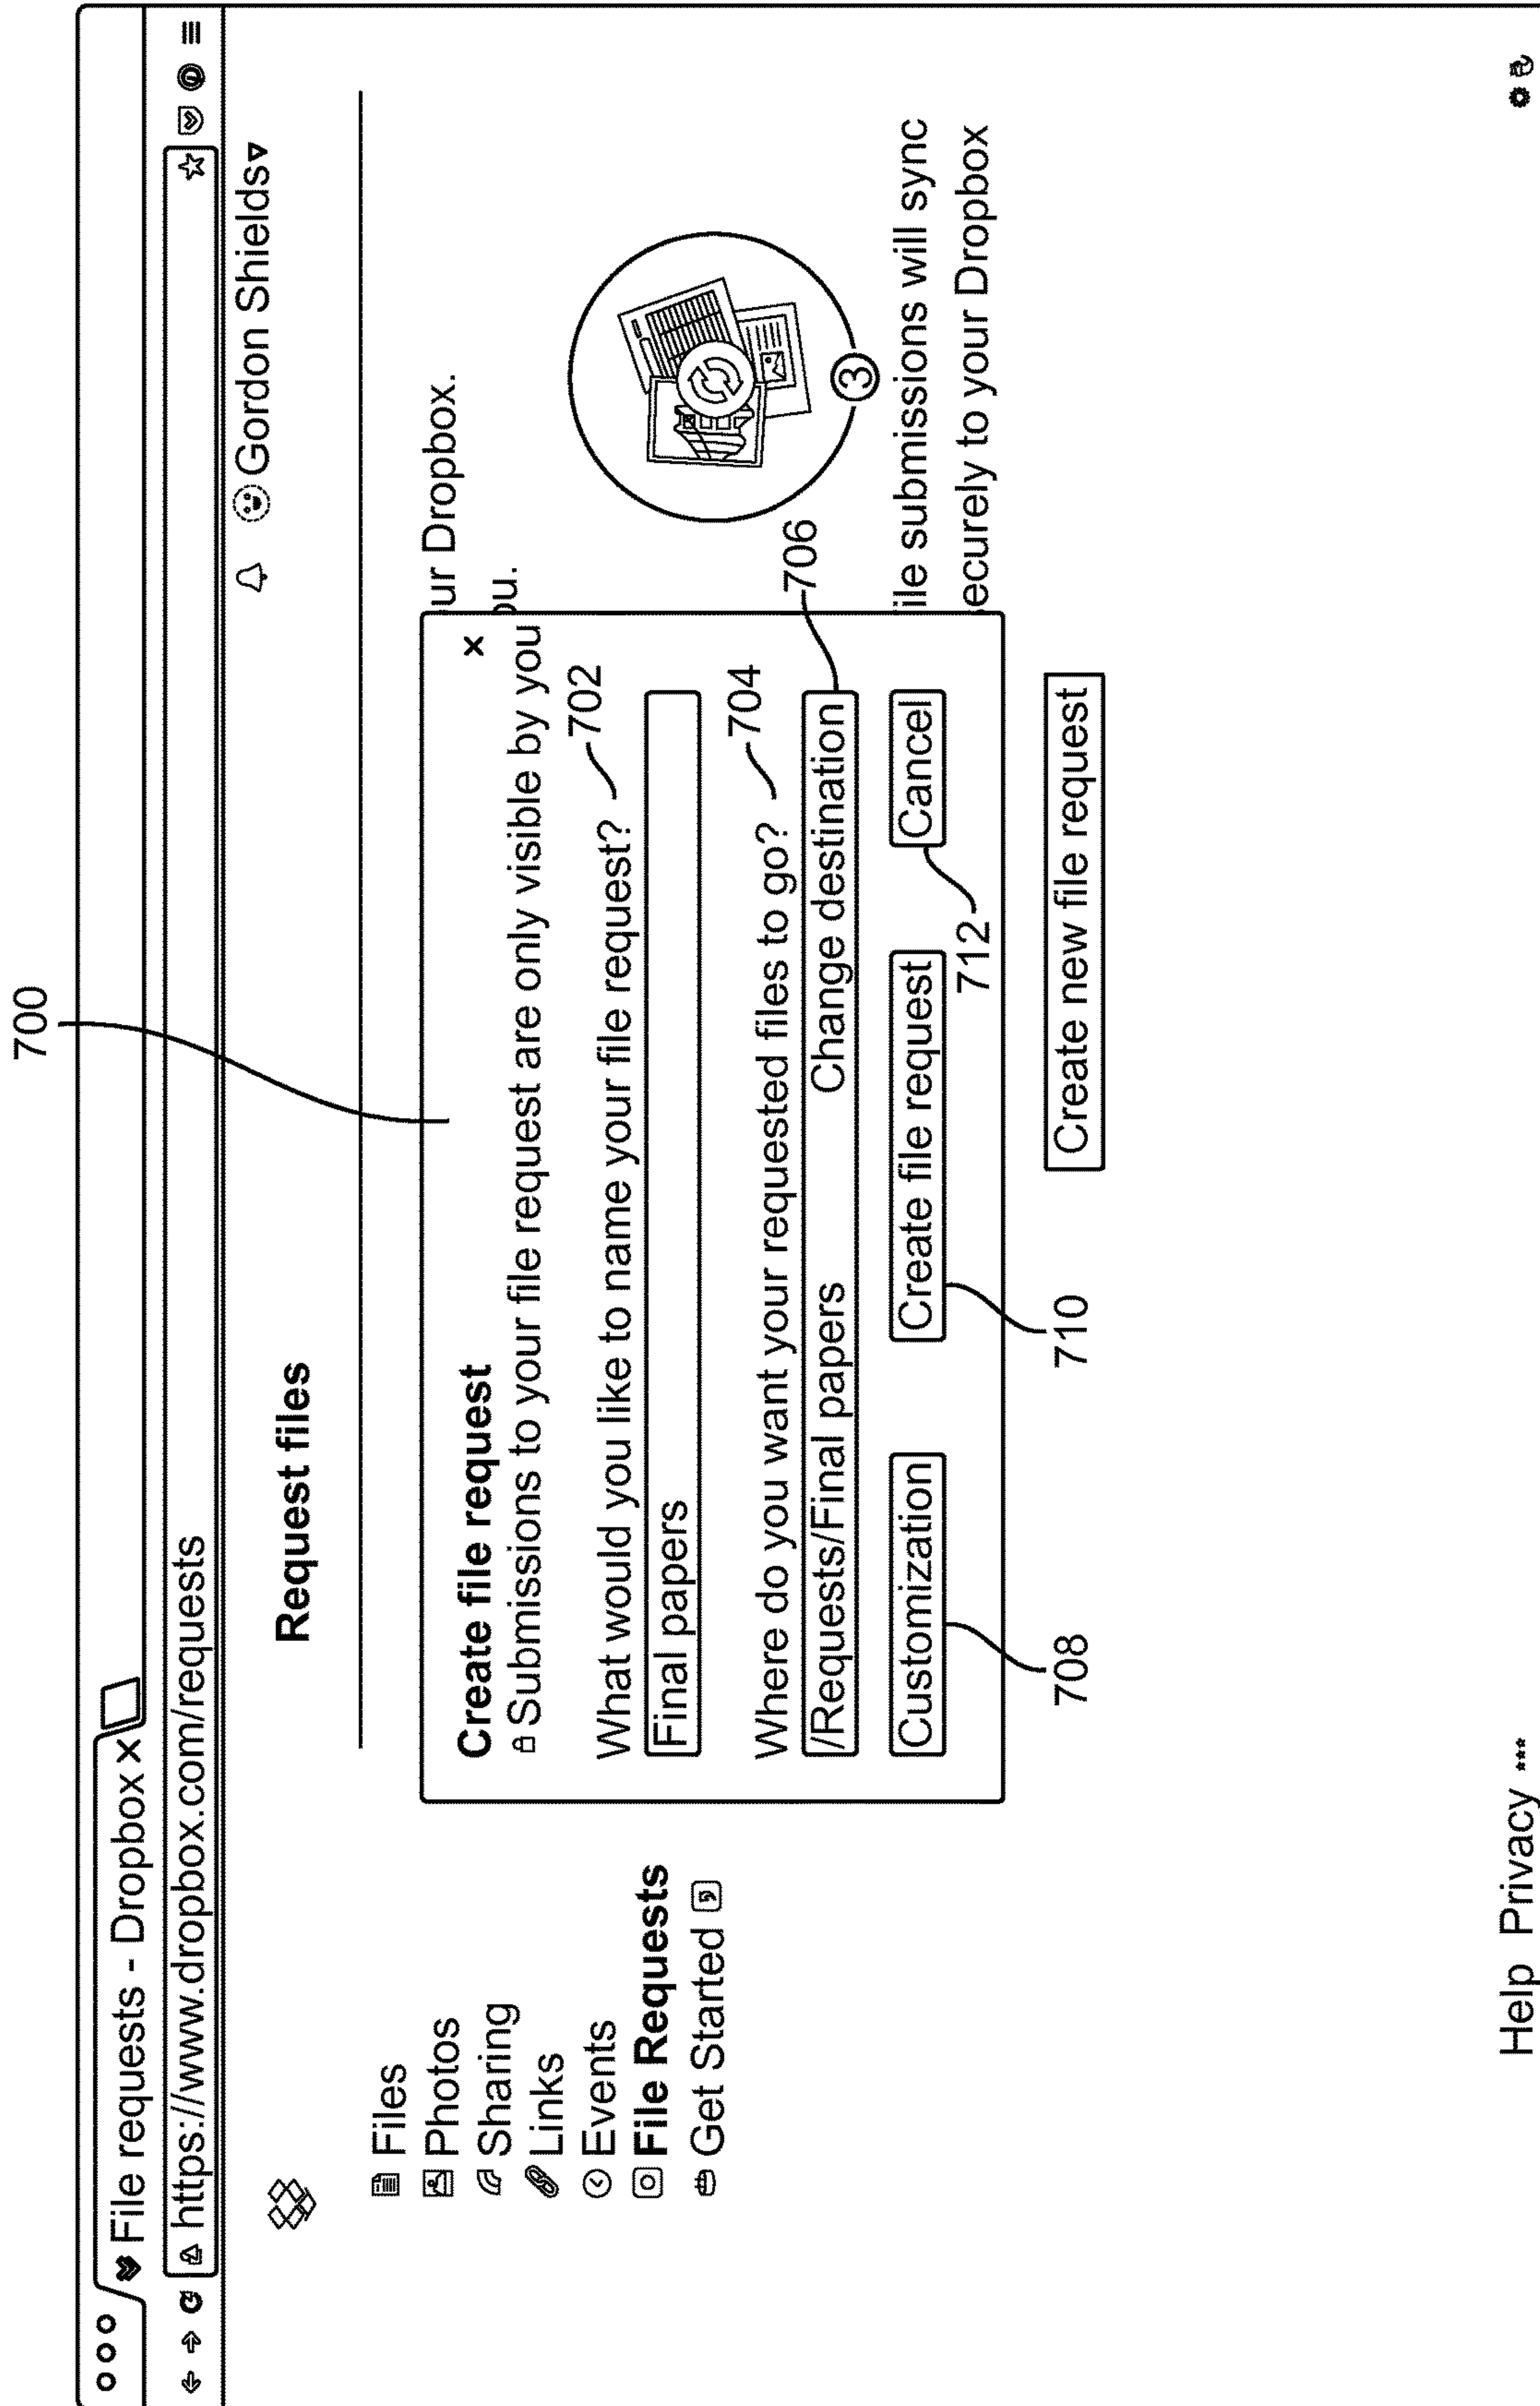 700
File requests - Dropbox X
https://www.dropbox.com/requests
Gordon Shields
Request files
Files
Photos
Sharing
Links
Events
File Requests
Get Started
ur Dropbox.
ou.
Create file request
x
Submissions to your file request are only visible by you
What would you like to name your file request? 702
Final papers
Where do you want your requested files to go? 704
/Requests/Final papers Change destination
706
Customization Create file request Cancel
708
710
712
3
ile submissions will sync
ecurely to your Dropbox
Create new file request
Help Privacy